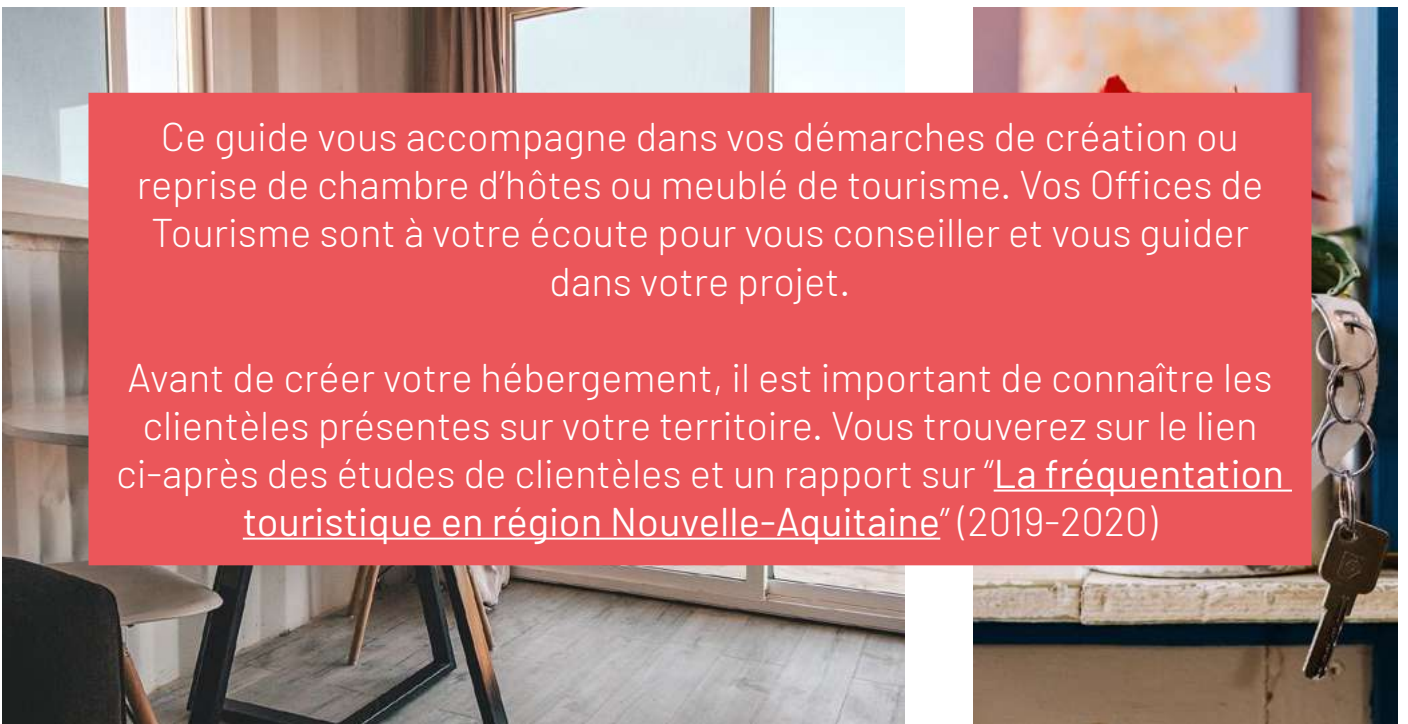 Ce guide vous accompagne dans vos démarches de création ou
reprise de chambre d'hôtes ou meublé de tourisme. Vos Offices de
Tourisme sont à votre écoute pour vous conseiller et vous guider
dans votre projet.
Avant de créer votre hébergement, il est important de connaître les
clientèles présentes sur votre territoire. Vous trouverez sur le lien
ci-après des études de clientèles et un rapport sur “La fréquentation
touristique en région Nouvelle-Aquitaine” (2019-2020)